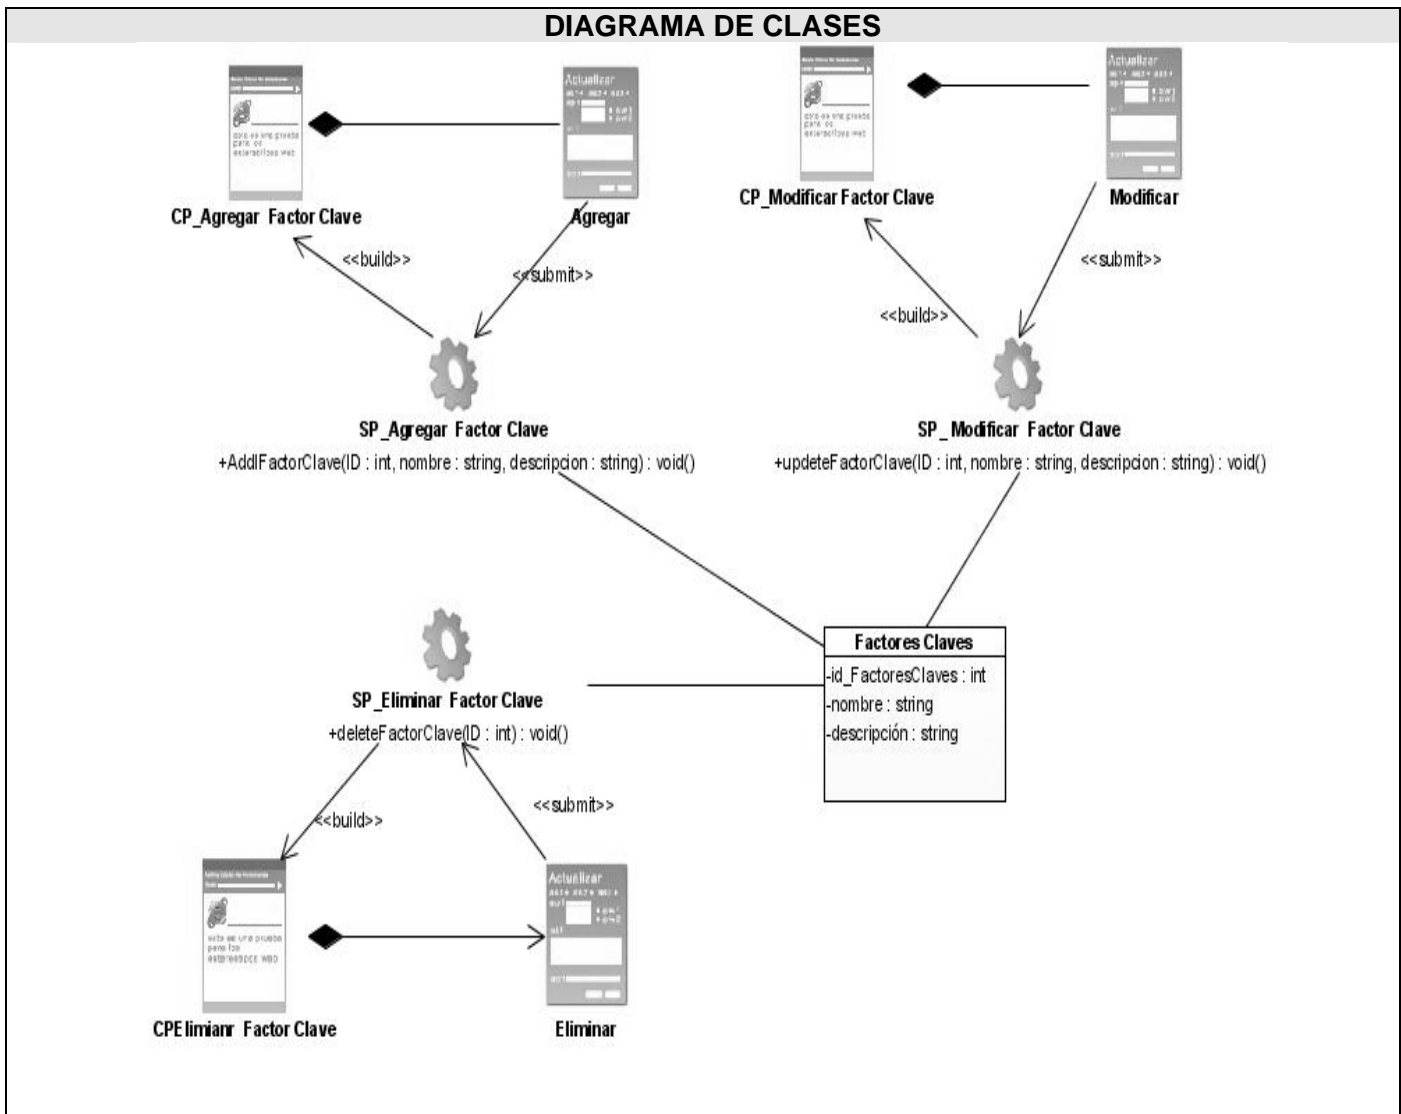 DIAGRAMA DE CLASES
Actualizar
Actualizar
CP_Agregar Factor Clave
Agregar
CP_Modificar Factor Clave
Modificar
<<build>>
<<submit>>
<<build>>
<<submit>>
SP_Agregar Factor Clave
+AddlFactorClave(ID : int, nombre : string, descripcion : string) : void()
SP_ Modificar Factor Clave
+updeteFactorClave(ID : int, nombre : string, descripcion : string) : void()
Factores Claves
-id_FactoresClaves : int
-nombre : string
-descripción : string
SP_Eliminar Factor Clave
+deleteFactorClave(ID : int) : void()
<<build>>
<<submit>>
Actualizar
CPElimianr Factor Clave
Eliminar